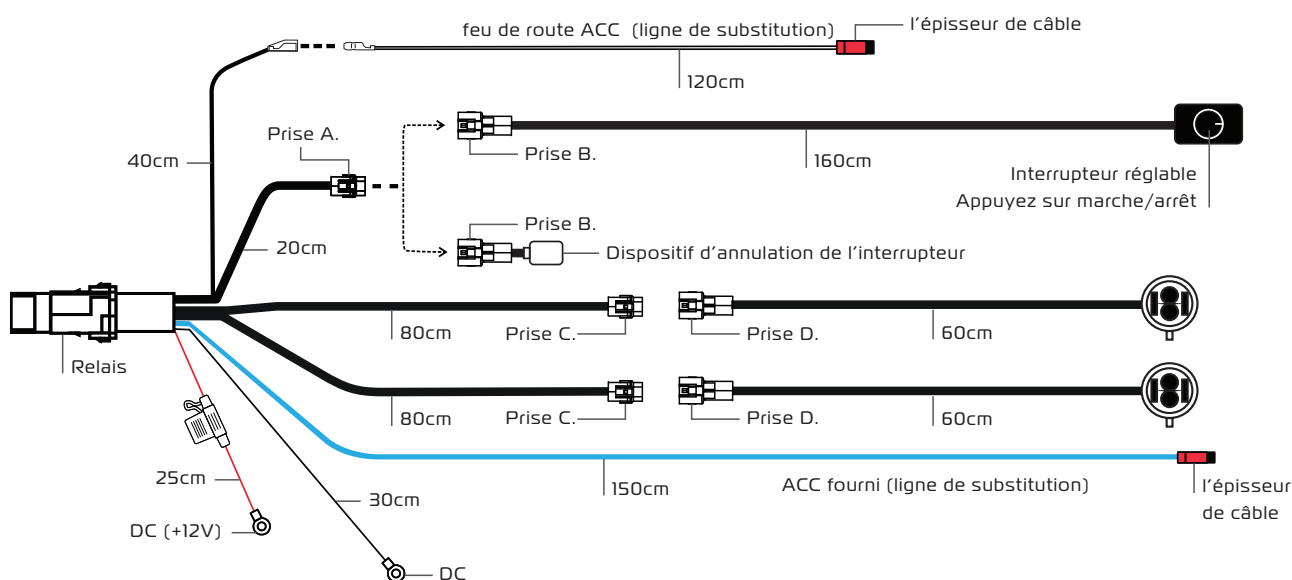 feu de route ACC (ligne de substitution)
l'épisseur de câble
120cm
Prise A.
40cm
Prise B.
160cm
Interrupteur réglable
Appuyez sur marche/arrêt
20cm
Prise B.
Dispositif d'annulation de l'interrupteur
80cm
Prise C.
Prise D.
60cm
Relais
80cm
Prise C.
Prise D.
60cm
25cm
30cm
150cm
ACC fourni (ligne de substitution)
l'épisseur
de câble
DC (+12V)
DC